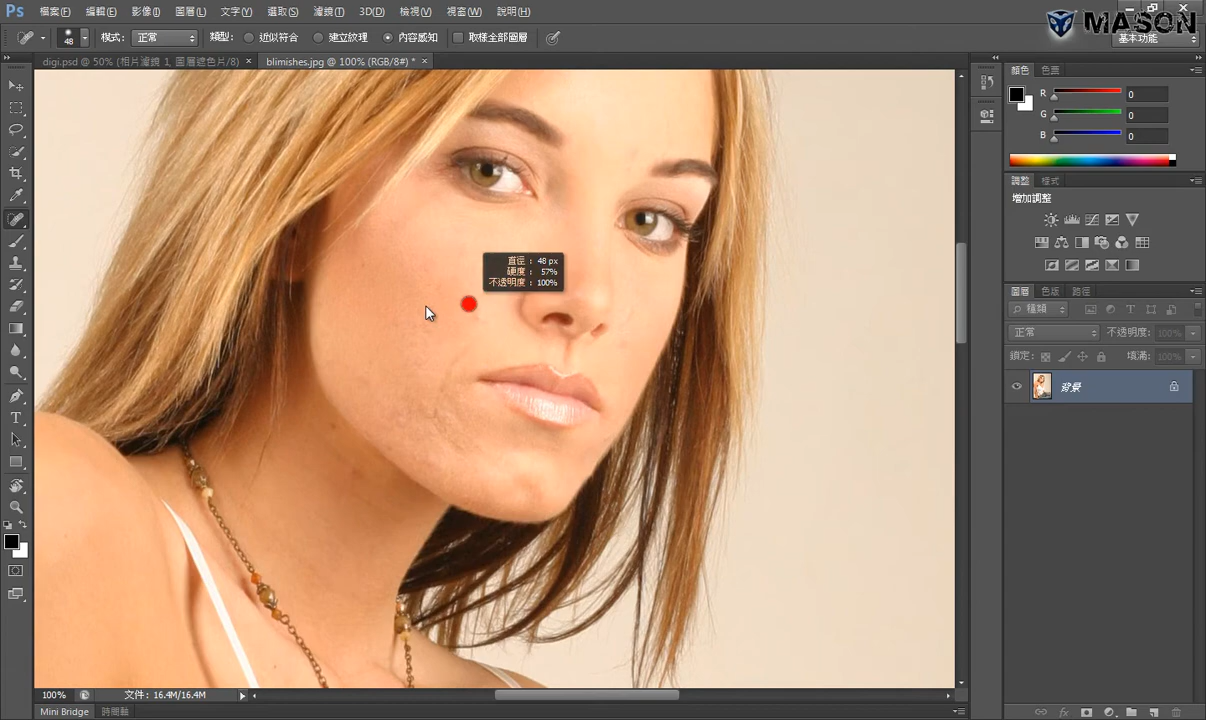 Ps 檔案(F) 編輯(E) 影像(I) 圖層(L) 文字(Y) 選取(S) 濾鏡(T) 3D(D) 檢視(V) 視窗(W) 說明(H)
MASON
48 模式: 正常 類型: 近似符合 建立紋理 內容感知 取樣全部圖層 基本功能
digi.psd @ 50% (相片濾鏡 1, 圖層遮色片/8) × blimishes.jpg @ 100% (RGB/8#) * ×
顏色 色票
R 0
G 0
B 0
調整 樣式
增加調整
直徑: 48 px
硬度: 57%
不透明度: 100%
圖層 色版 路徑
種類
正常 不透明度: 100%
鎖定: 填滿: 100%
背景
100% 文件: 16.4M/16.4M
Mini Bridge 時間軸